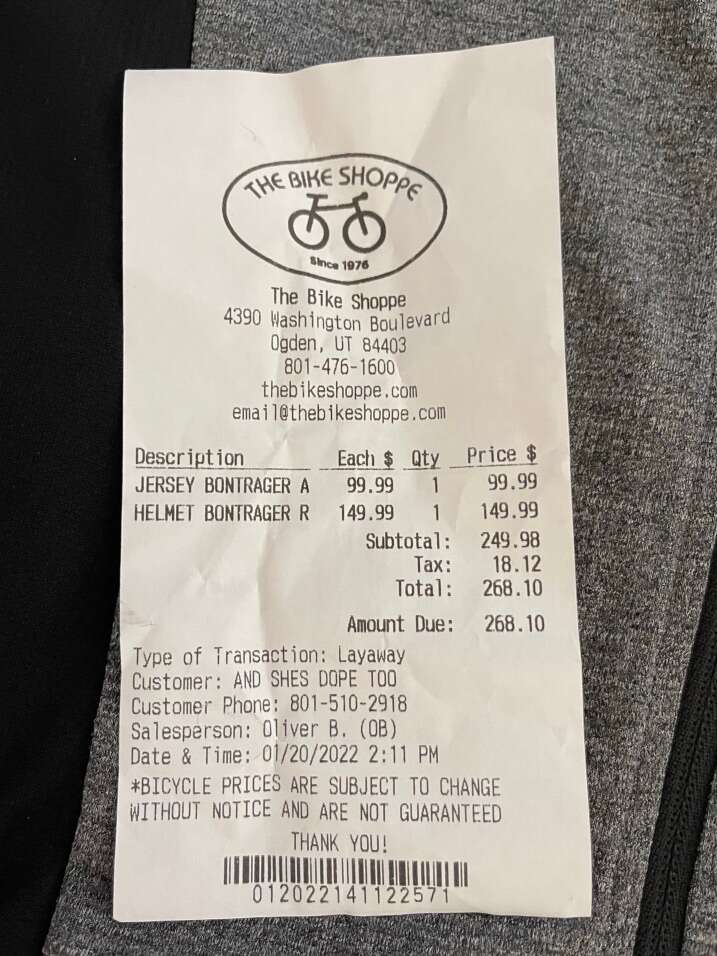 THE BIKE SHOPPE
Since 1976
The Bike Shoppe
4390 Washington Boulevard
Ogden, UT 84403
801-476-1600
thebikeshoppe.com
email@thebikeshoppe.com
Description Each $ Qty Price $
JERSEY BONTRAGER A 99.99 1 99.99
HELMET BONTRAGER R 149.99 1 149.99
Subtotal: 249.98
Tax: 18.12
Total: 268.10
Amount Due: 268.10
Type of Transaction: Layaway
Customer: AND SHES DOPE TOO
Customer Phone: 801-510-2918
Salesperson: Oliver B. (OB)
Date & Time: 01/20/2022 2:11 PM
*BICYCLE PRICES ARE SUBJECT TO CHANGE
WITHOUT NOTICE AND ARE NOT GUARANTEED
THANK YOU!
012022141122571